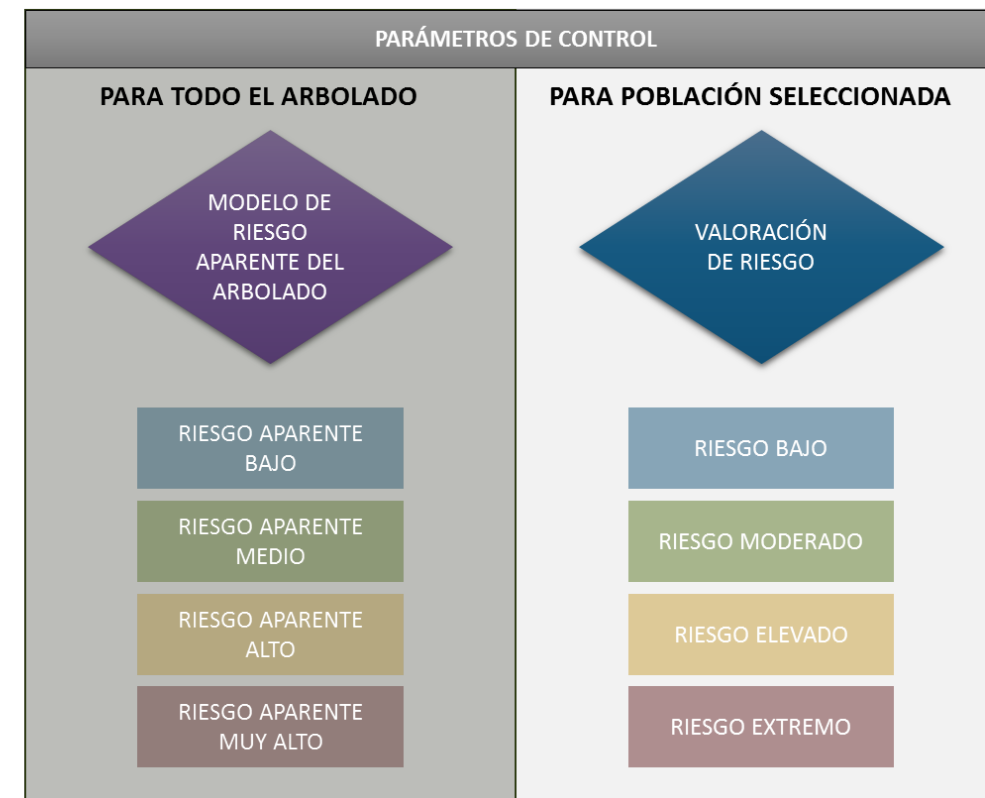 PARÁMETROS DE CONTROL
PARA TODO EL ARBOLADO
MODELO DE
RIESGO
APARENTE DEL
ARBOLADO
RIESGO APARENTE
BAJO
RIESGO APARENTE
MEDIO
RIESGO APARENTE
ALTO
RIESGO APARENTE
MUY ALTO
PARA POBLACIÓN SELECCIONADA
VALORACIÓN
DE RIESGO
RIESGO BAJO
RIESGO MODERADO
RIESGO ELEVADO
RIESGO EXTREMO